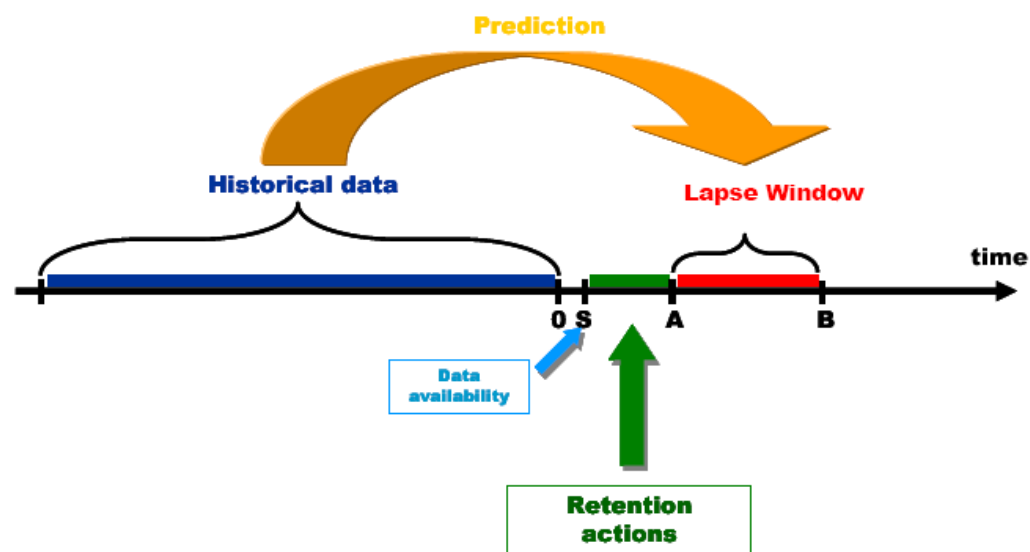 Prediction
Historical data
Lapse Window
time
0 S A B
Data
availability
Retention
actions